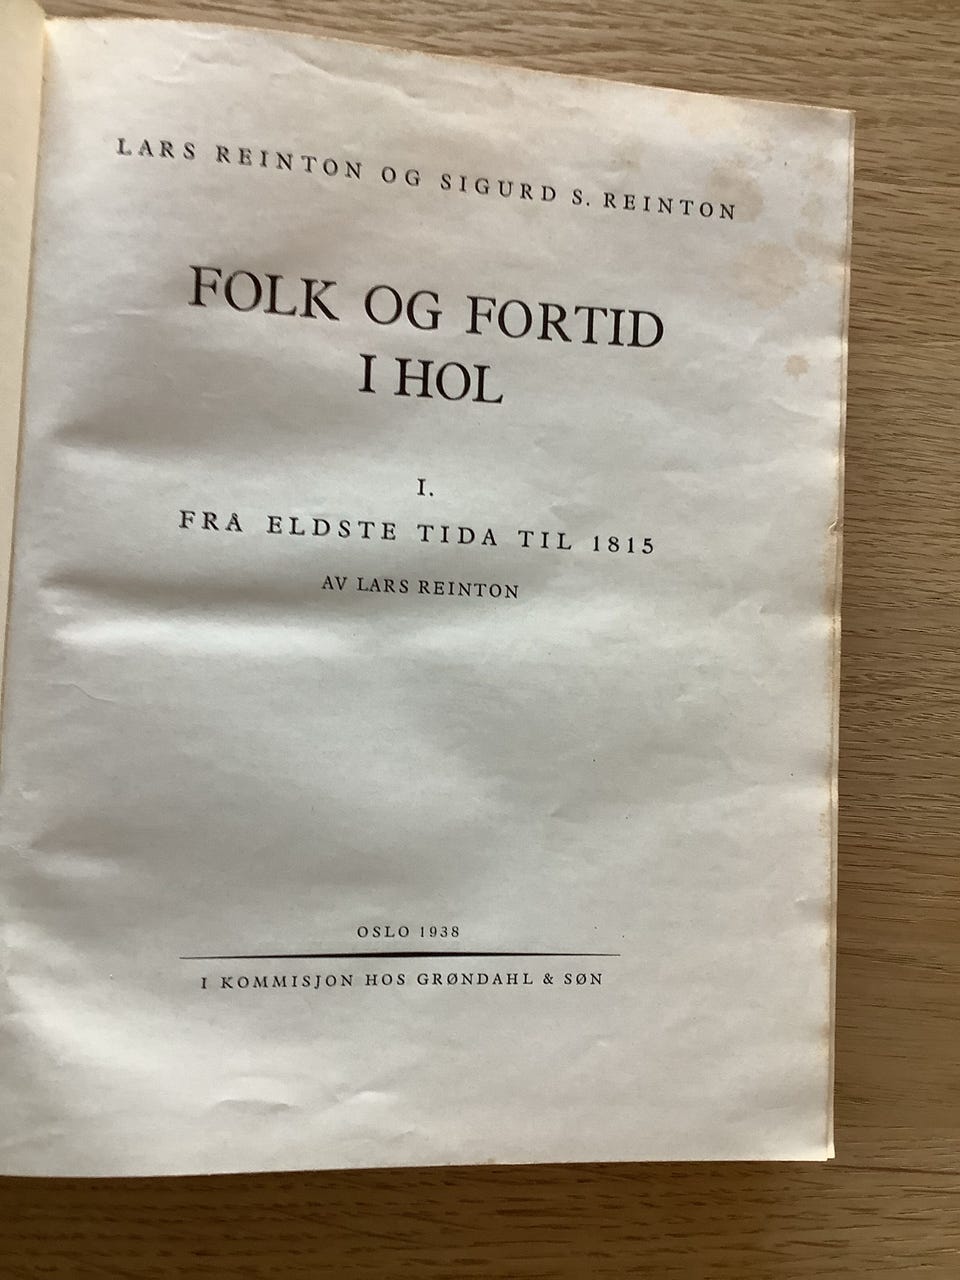 LARS REINTON OG SIGURD S. REINTON
FOLK OG FORTID
I HOL
I.
FRÅ ELDSTE TIDA TIL 1815
AV LARS REINTON
OSLO 1938
I KOMMISJON HOS GRØNDAHL & SØN